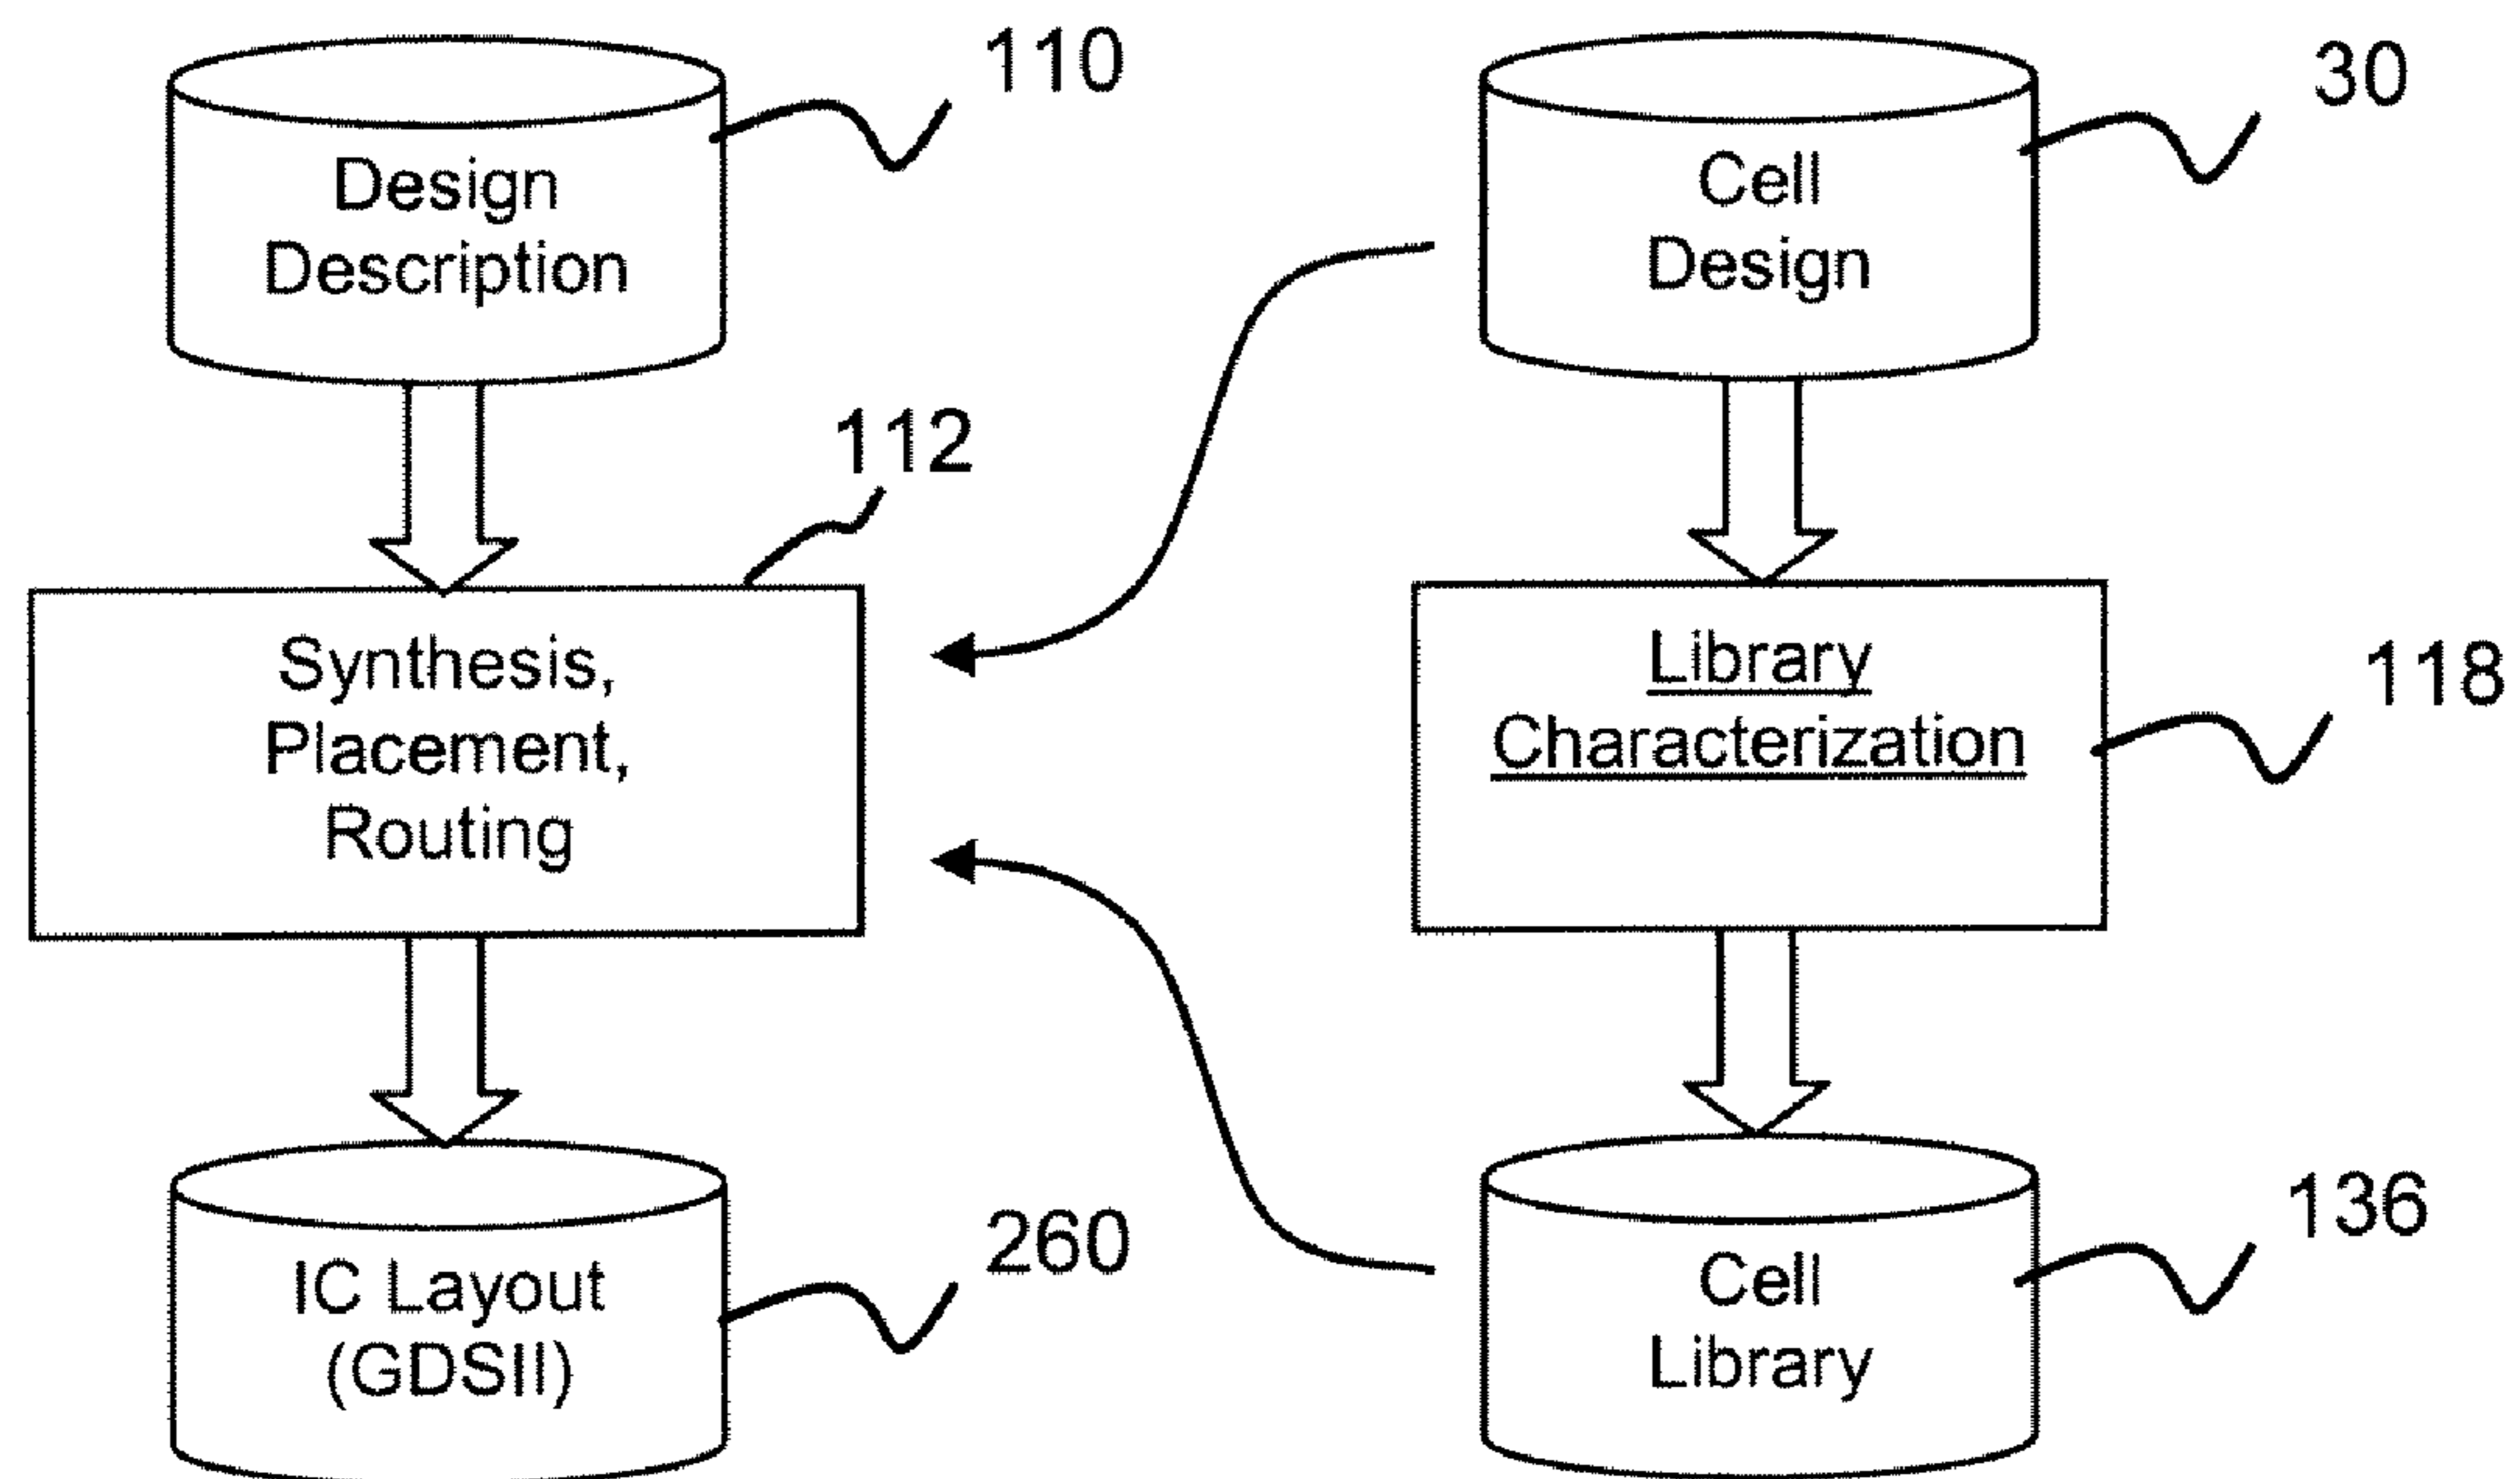 110
Design
Description
30
Cell
Design
112
Synthesis,
Placement,
Routing
Library
Characterization
118
260
IC Layout
(GDSII)
136
Cell
Library